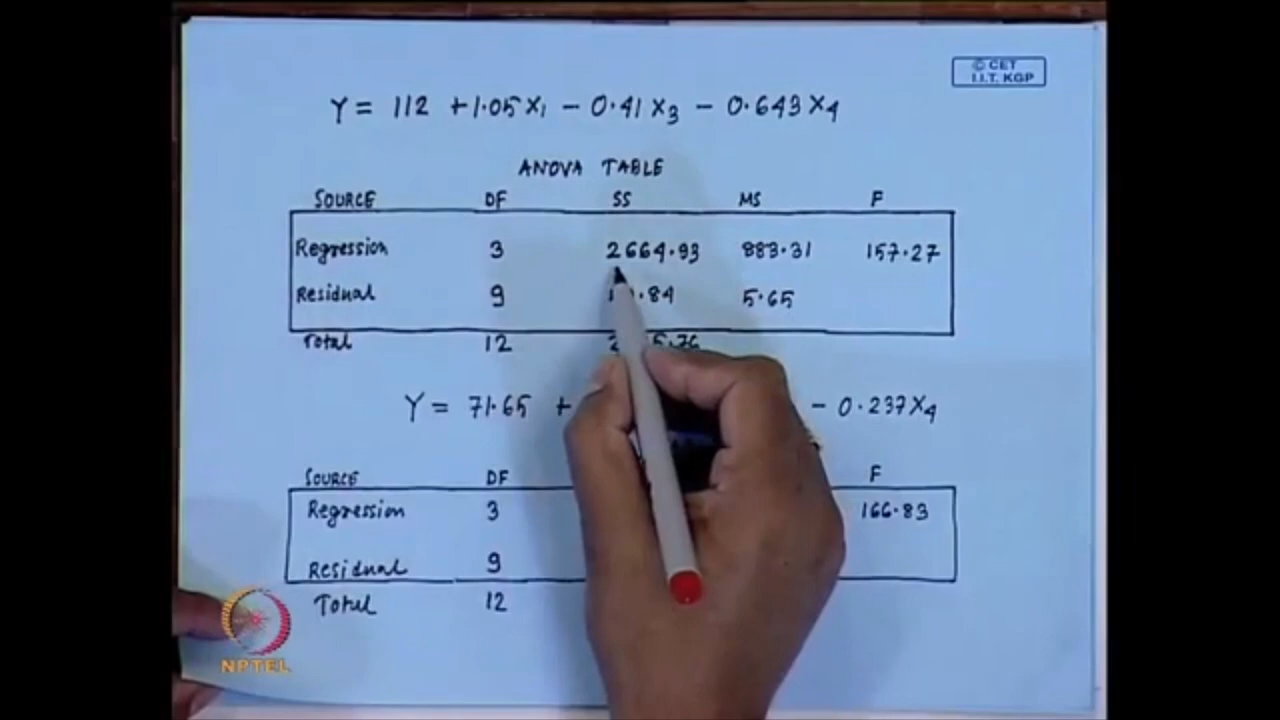 © CET
I.I.T. KGP
Y = 112 + 1.05 X1 − 0.41 X3 − 0.643 X4
ANOVA TABLE
SOURCE DF SS MS F
Regression 3 2664.93 883.31 157.27
Residual 9 .84 5.65
Total 12
Y = 71.65 + − 0.237 X4
SOURCE DF F
Regression 3 166.83
Residual 9
Total 12
NPTEL